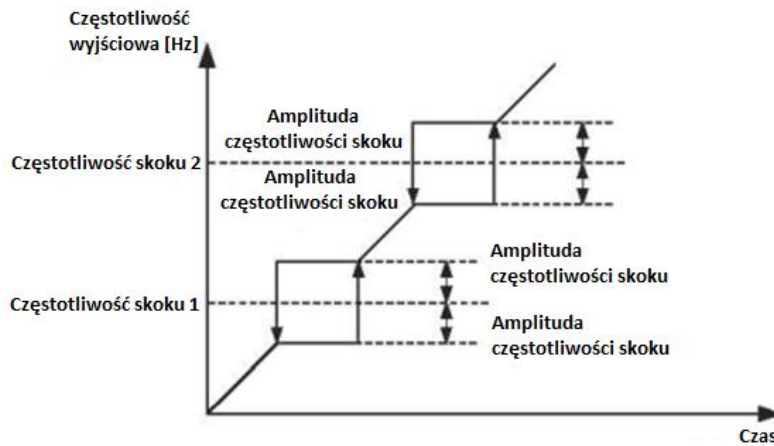 Częstotliwość
wyjściowa [Hz]
Amplituda
częstotliwości skoku
Częstotliwość skoku 2
Amplituda
częstotliwości skoku
Amplituda
częstotliwości skoku
Częstotliwość skoku 1
Amplituda
częstotliwości skoku
Czas